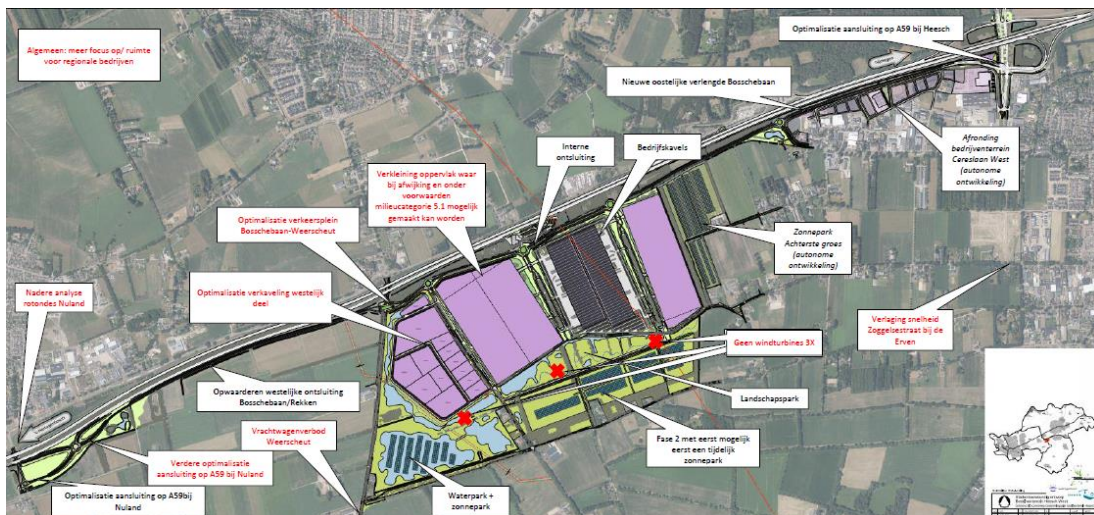 Algemeen: meer focus op/ ruimte
voor regionale bedrijven
Optimalisatie aansluiting op A59 bij Heesch
Nieuwe oostelijke verlengde Bosschebaan
Afronding
bedrijventerrein
Cereslaan West
(autonome
ontwikkeling)
Interne
ontsluiting
Bedrijfskavels
Verkleining oppervlak waar
bij afwijking en onder
voorwaarden
milieucategorie 5.1 mogelijk
gemaakt kan worden
Optimalisatie verkeersplein
Bosschebaan-Weerscheut
Zonnepark
Achterste groes
(autonome
ontwikkeling)
Optimalisatie verkaveling westelijk
deel
Nadere analyse
rotondes Nuland
Verlaging snelheid
Zoggelsestraat bij de
Erven
Geen windturbines 3X
Opwaarderen westelijke ontsluiting
Bosschebaan/Rekken
Landschapspark
Vrachtwagenverbod
Weerscheut
Fase 2 met eerst mogelijk
eerst een tijdelijk
zonnepark
Verdere optimalisatie
aansluiting op A59 bij Nuland
Waterpark +
zonnepark
Optimalisatie aansluiting op A59bij
Nuland